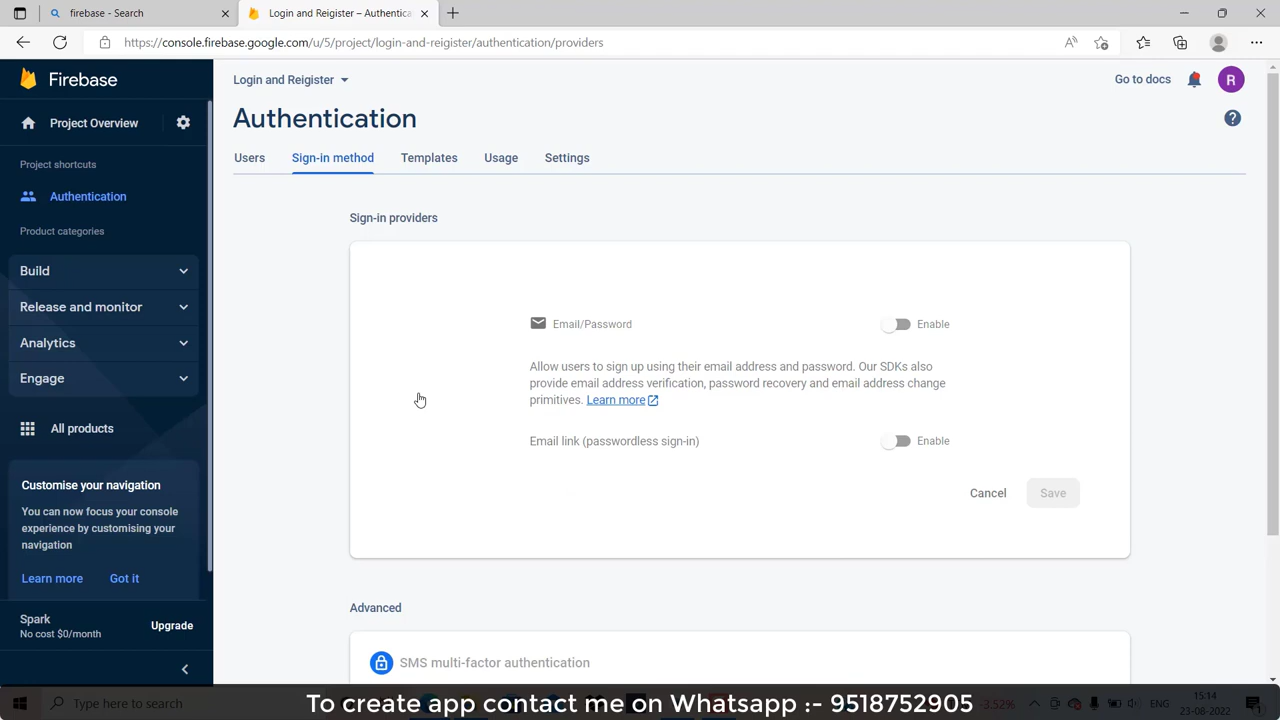 firebase - Search
Login and Reigister – Authentica
https://console.firebase.google.com/u/5/project/login-and-reigister/authentication/providers
Firebase
Login and Reigister
Go to docs
R
Project Overview
Authentication
Project shortcuts
Users
Sign-in method
Templates
Usage
Settings
Authentication
Product categories
Sign-in providers
Build
Release and monitor
Email/Password
Enable
Analytics
Allow users to sign up using their email address and password. Our SDKs also
provide email address verification, password recovery and email address change
primitives. Learn more
Engage
All products
Email link (passwordless sign-in)
Enable
Customise your navigation
Cancel
Save
You can now focus your console
experience by customising your
navigation
Learn more
Got it
Advanced
Spark
No cost $0/month
Upgrade
SMS multi-factor authentication
Type here to search
-3.52%
ENG
15:14
23-08-2022
To create app contact me on Whatsapp :- 9518752905